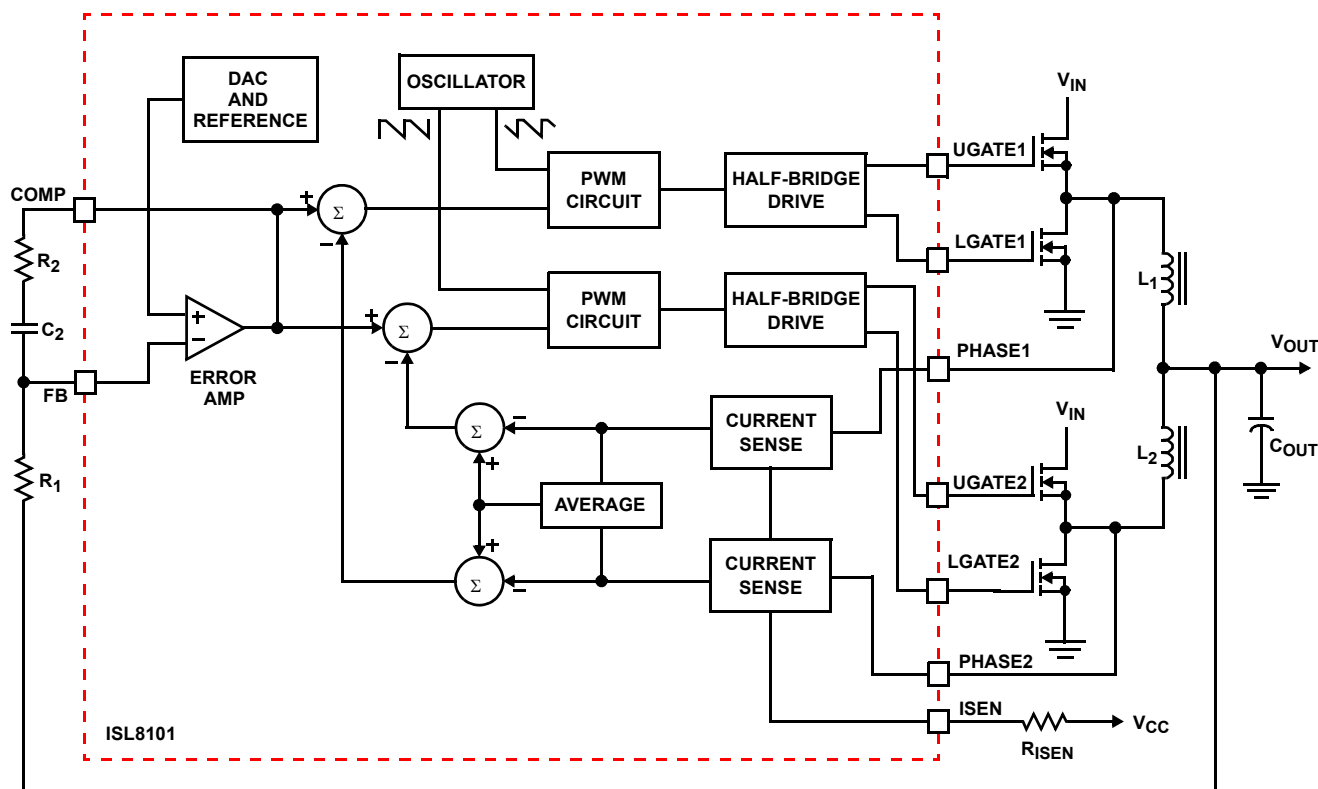 DAC
AND
REFERENCE
OSCILLATOR
V_IN
UGATE1
COMP
+
Σ
−
PWM
CIRCUIT
HALF-BRIDGE
DRIVE
LGATE1
R_2
L_1
C_2
+
−
+
Σ
−
PWM
CIRCUIT
HALF-BRIDGE
DRIVE
PHASE1
V_OUT
FB
ERROR
AMP
V_IN
Σ
−
+
CURRENT
SENSE
C_OUT
L_2
R_1
UGATE2
AVERAGE
+
Σ
−
CURRENT
SENSE
LGATE2
PHASE2
ISEN
V_CC
R_ISEN
ISL8101